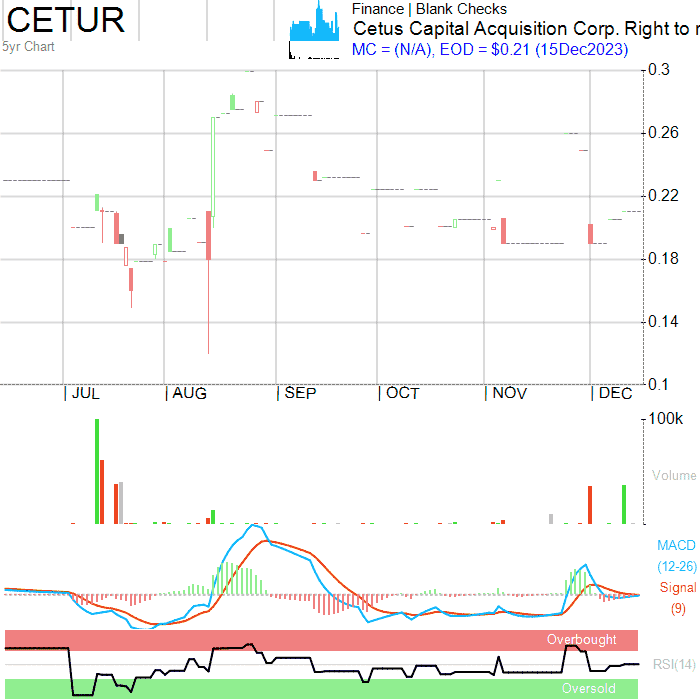 CETUR
5yr Chart
Finance | Blank Checks
Cetus Capital Acquisition Corp. Right to r
MC = (N/A), EOD = $0.21 (15Dec2023)
0.3
0.26
0.22
0.18
0.14
0.1
| JUL | AUG | SEP | OCT | NOV | DEC
100k
Volume
MACD
(12-26)
Signal
(9)
Overbought
RSI(14)
Oversold